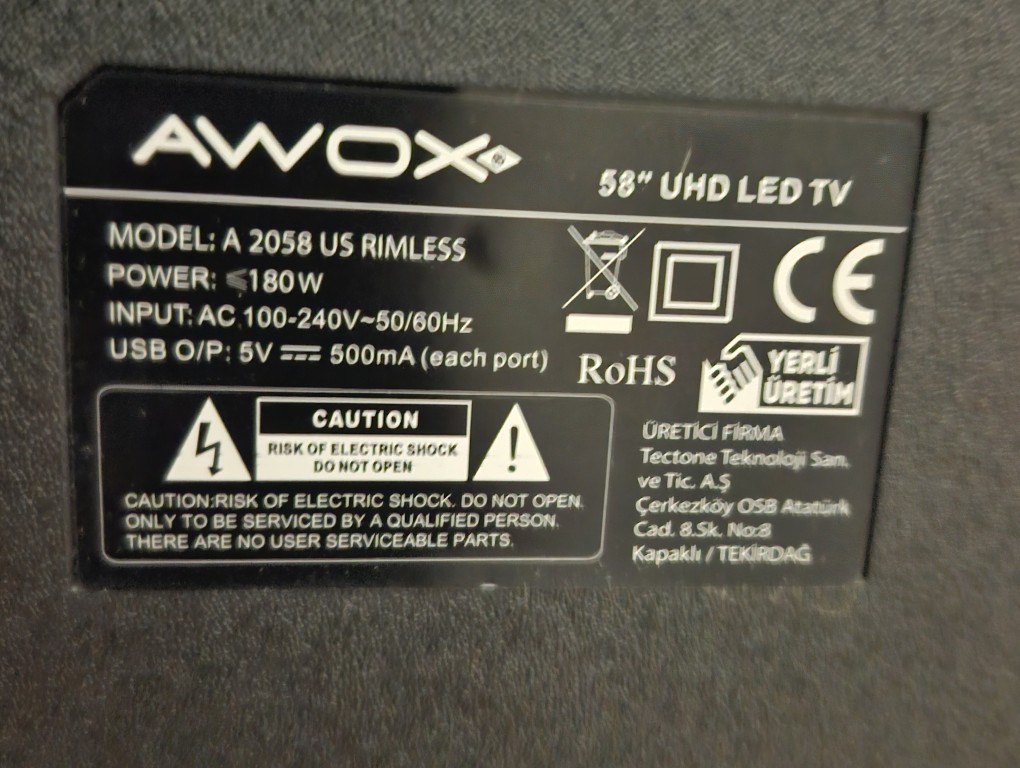 AWOX
58" UHD LED TV
MODEL: A 2058 US RIMLESS
POWER: ⩽180W
INPUT: AC 100-240V~50/60Hz
USB O/P: 5V ⎓ 500mA (each port)
CE
RoHS
YERLİ
ÜRETİM
CAUTION
RISK OF ELECTRIC SHOCK
DO NOT OPEN
CAUTION:RISK OF ELECTRIC SHOCK. DO NOT OPEN.
ONLY TO BE SERVICED BY A QUALIFIED PERSON.
THERE ARE NO USER SERVICEABLE PARTS.
ÜRETİCİ FİRMA
Tectone Teknoloji San.
ve Tic. A.Ş
Çerkezköy OSB Atatürk
Cad. 8.Sk. No:8
Kapaklı / TEKİRDAĞ